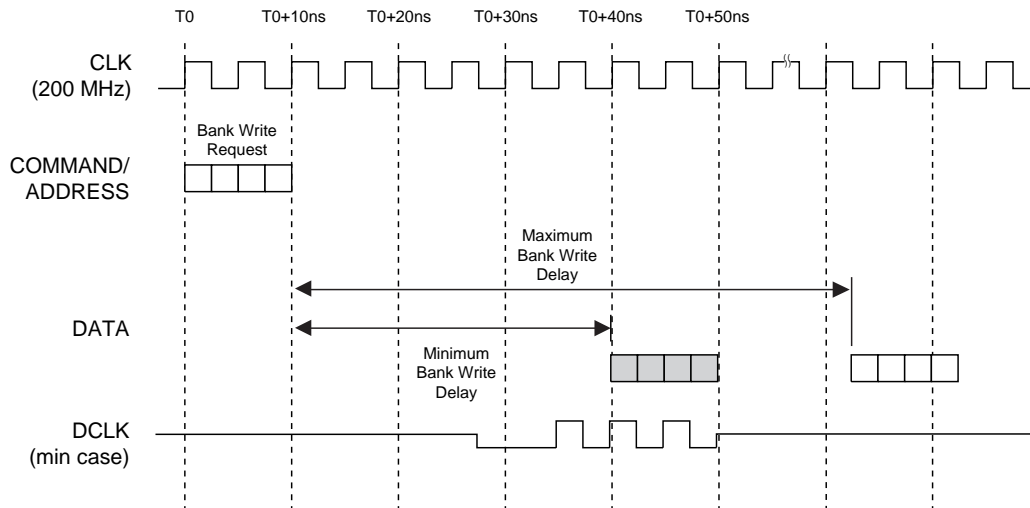 T0 T0+10ns T0+20ns T0+30ns T0+40ns T0+50ns
CLK
(200 MHz)
Bank Write
Request
COMMAND/
ADDRESS
Maximum
Bank Write
Delay
DATA
Minimum
Bank Write
Delay
DCLK
(min case)